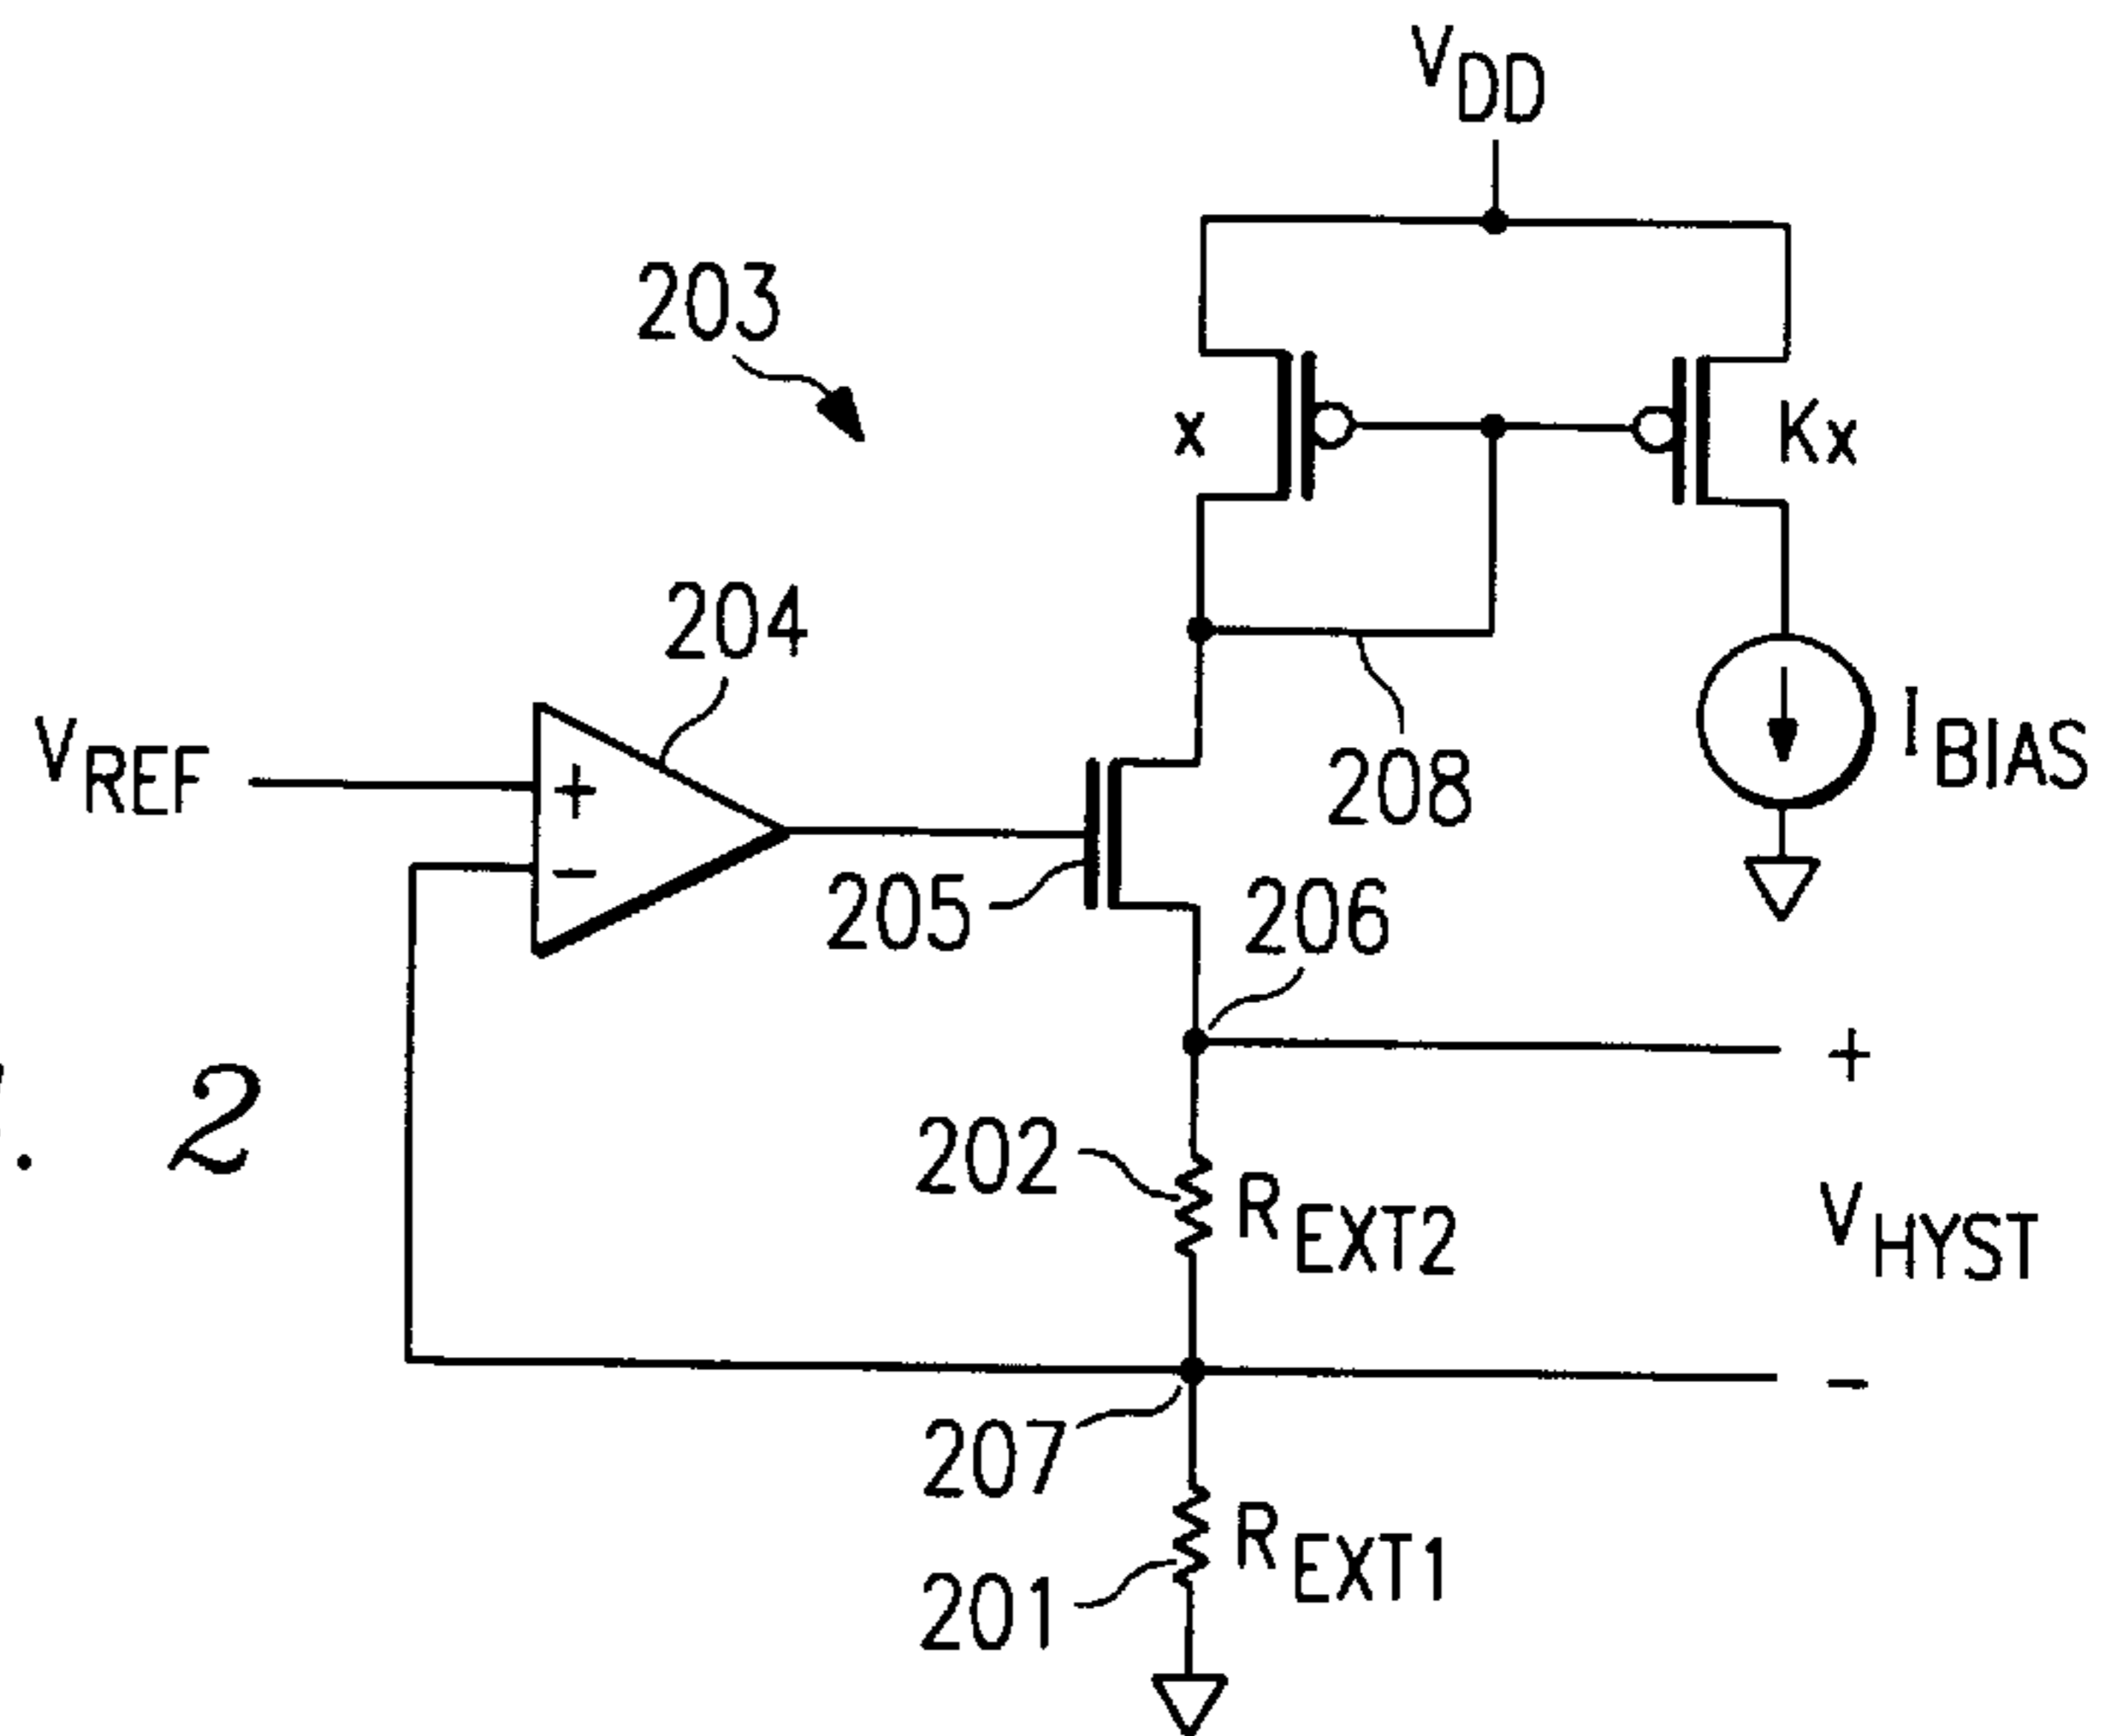 VDD
203
x
Kx
204
VREF
+
-
208
IBIAS
205
206
+
. 2
202
REXT2
VHYST
-
207
REXT1
201